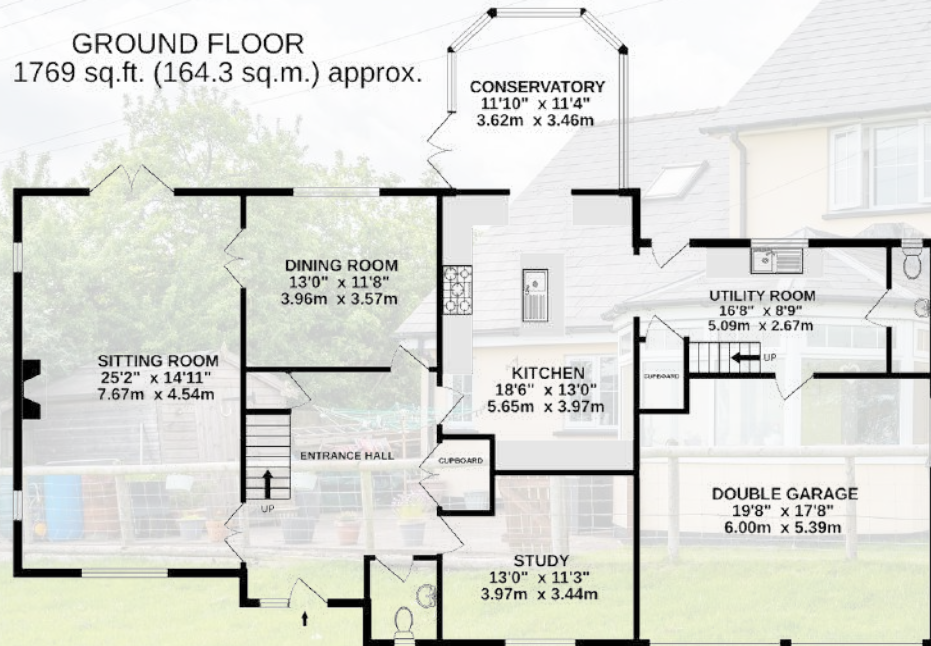 GROUND FLOOR
1769 sq.ft. (164.3 sq.m.) approx.
CONSERVATORY
11'10" x 11'4"
3.62m x 3.46m
DINING ROOM
13'0" x 11'8"
3.96m x 3.57m
UTILITY ROOM
16'8" x 8'9"
5.09m x 2.67m
UP
SITTING ROOM
25'2" x 14'11"
7.67m x 4.54m
KITCHEN
18'6" x 13'0"
5.65m x 3.97m
CUPBOARD
ENTRANCE HALL
CUPBOARD
UP
DOUBLE GARAGE
19'8" x 17'8"
6.00m x 5.39m
STUDY
13'0" x 11'3"
3.97m x 3.44m